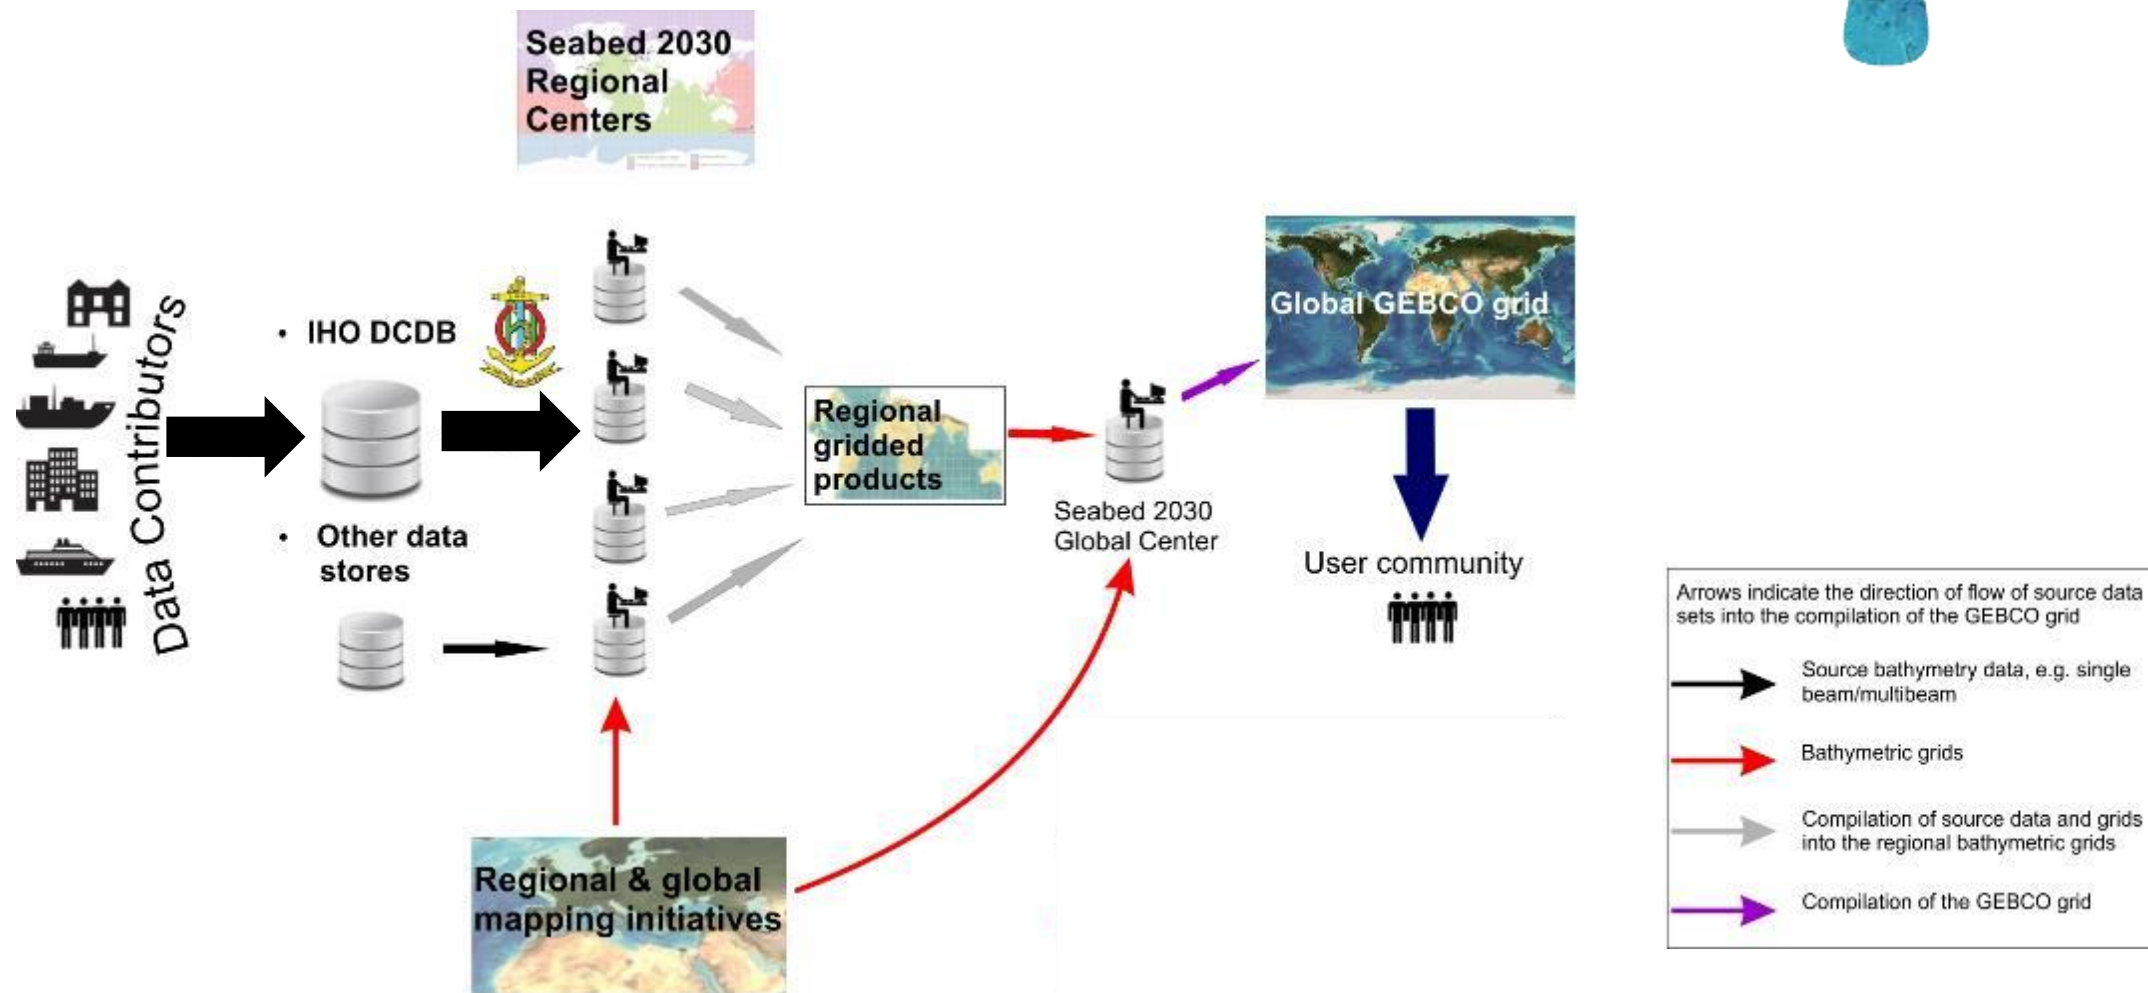 Seabed 2030
Regional
Centers
Data Contributors
• IHO DCDB
• Other data
stores
Regional
gridded
products
Seabed 2030
Global Center
Global GEBCO grid
User community
Regional & global
mapping initiatives
Arrows indicate the direction of flow of source data
sets into the compilation of the GEBCO grid
Source bathymetry data, e.g. single
beam/multibeam
Bathymetric grids
Compilation of source data and grids
into the regional bathymetric grids
Compilation of the GEBCO grid